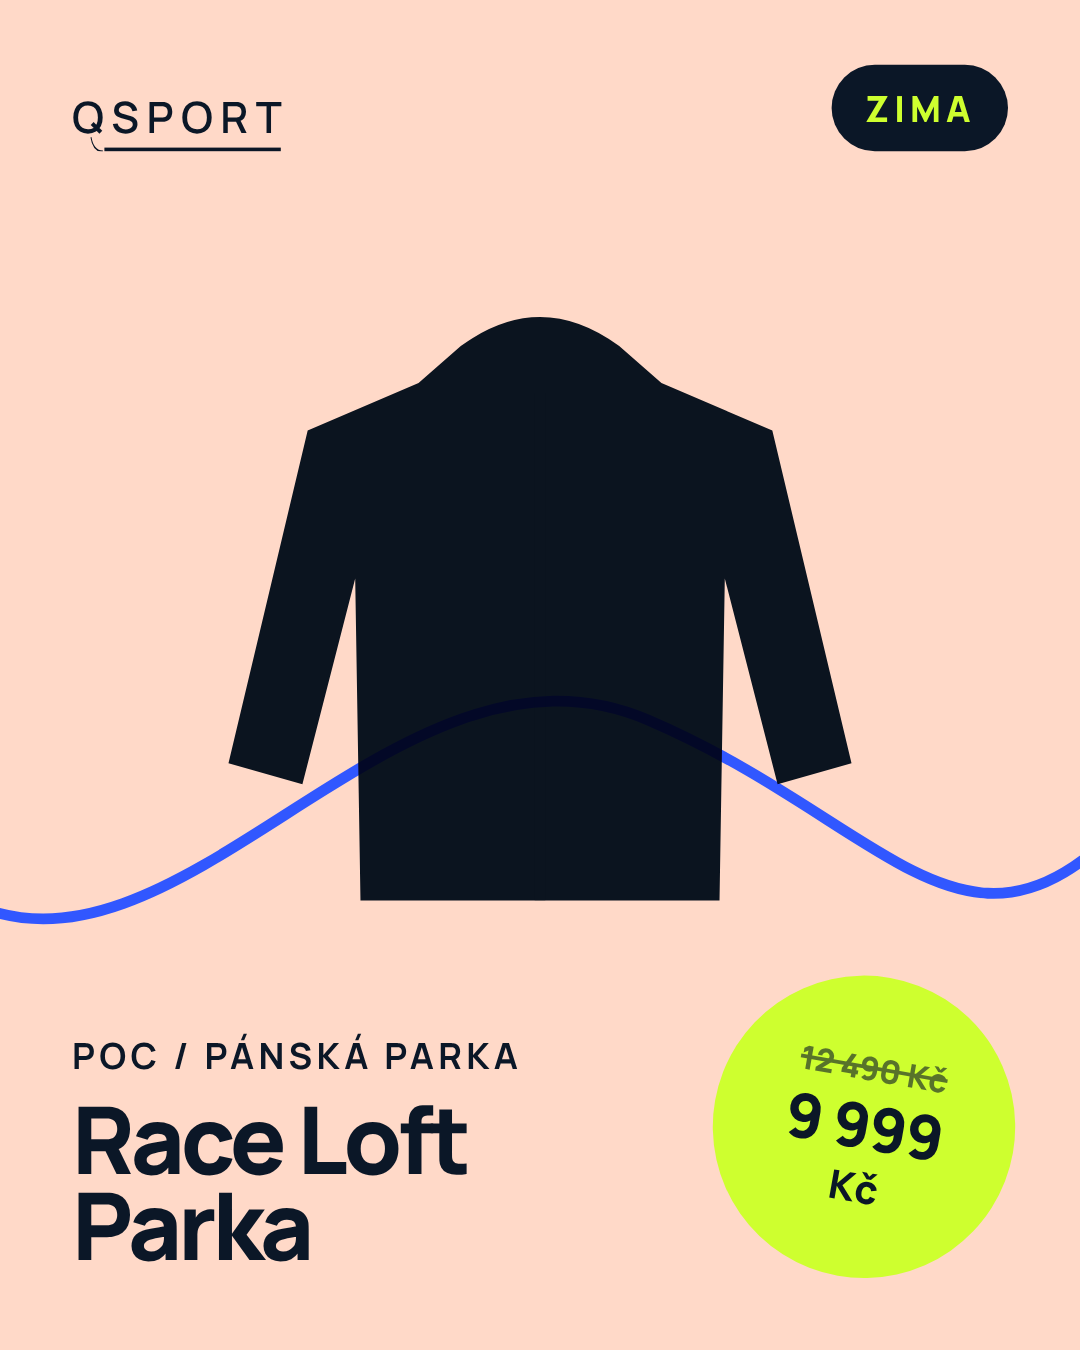 QSPORT
ZIMA
POC / PÁNSKÁ PARKA
Race Loft
Parka
12 490 Kč
9 999
Kč